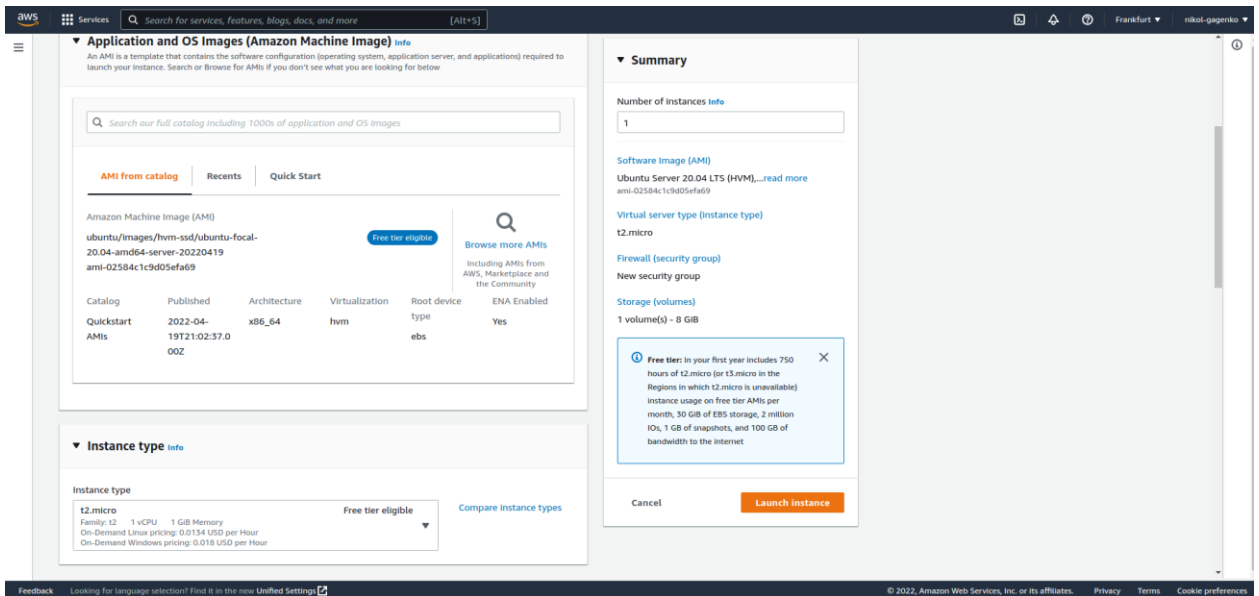 aws
Services
Search for services, features, blogs, docs, and more
[Alt+S]
Frankfurt ▼
nikol-gagenko ▼
▼ Application and OS Images (Amazon Machine Image) Info
An AMI is a template that contains the software configuration (operating system, application server, and applications) required to
launch your instance. Search or Browse for AMIs if you don't see what you are looking for below
Search our full catalog including 1000s of application and OS images
AMI from catalog
Recents
Quick Start
Amazon Machine Image (AMI)
ubuntu/images/hvm-ssd/ubuntu-focal-
20.04-amd64-server-20220419
ami-02584c1c9d05efa69
Free tier eligible
Browse more AMIs
Including AMIs from
AWS, Marketplace and
the Community
Catalog
Quickstart
AMIs
Published
2022-04-
19T21:02:37.0
00Z
Architecture
x86_64
Virtualization
hvm
Root device
type
ebs
ENA Enabled
Yes
▼ Instance type Info
Instance type
t2.micro
Free tier eligible
Family: t2 1 vCPU 1 GiB Memory
On-Demand Linux pricing: 0.0134 USD per Hour
On-Demand Windows pricing: 0.018 USD per Hour
Compare instance types
▼ Summary
Number of instances Info
1
Software Image (AMI)
Ubuntu Server 20.04 LTS (HVM),...read more
ami-02584c1c9d05efa69
Virtual server type (instance type)
t2.micro
Firewall (security group)
New security group
Storage (volumes)
1 volume(s) - 8 GiB
Free tier: In your first year includes 750
hours of t2.micro (or t3.micro in the
Regions in which t2.micro is unavailable)
instance usage on free tier AMIs per
month, 30 GiB of EBS storage, 2 million
IOs, 1 GB of snapshots, and 100 GB of
bandwidth to the internet
Cancel
Launch instance
Feedback
Looking for language selection? Find it in the new Unified Settings
© 2022, Amazon Web Services, Inc. or its affiliates.
Privacy
Terms
Cookie preferences